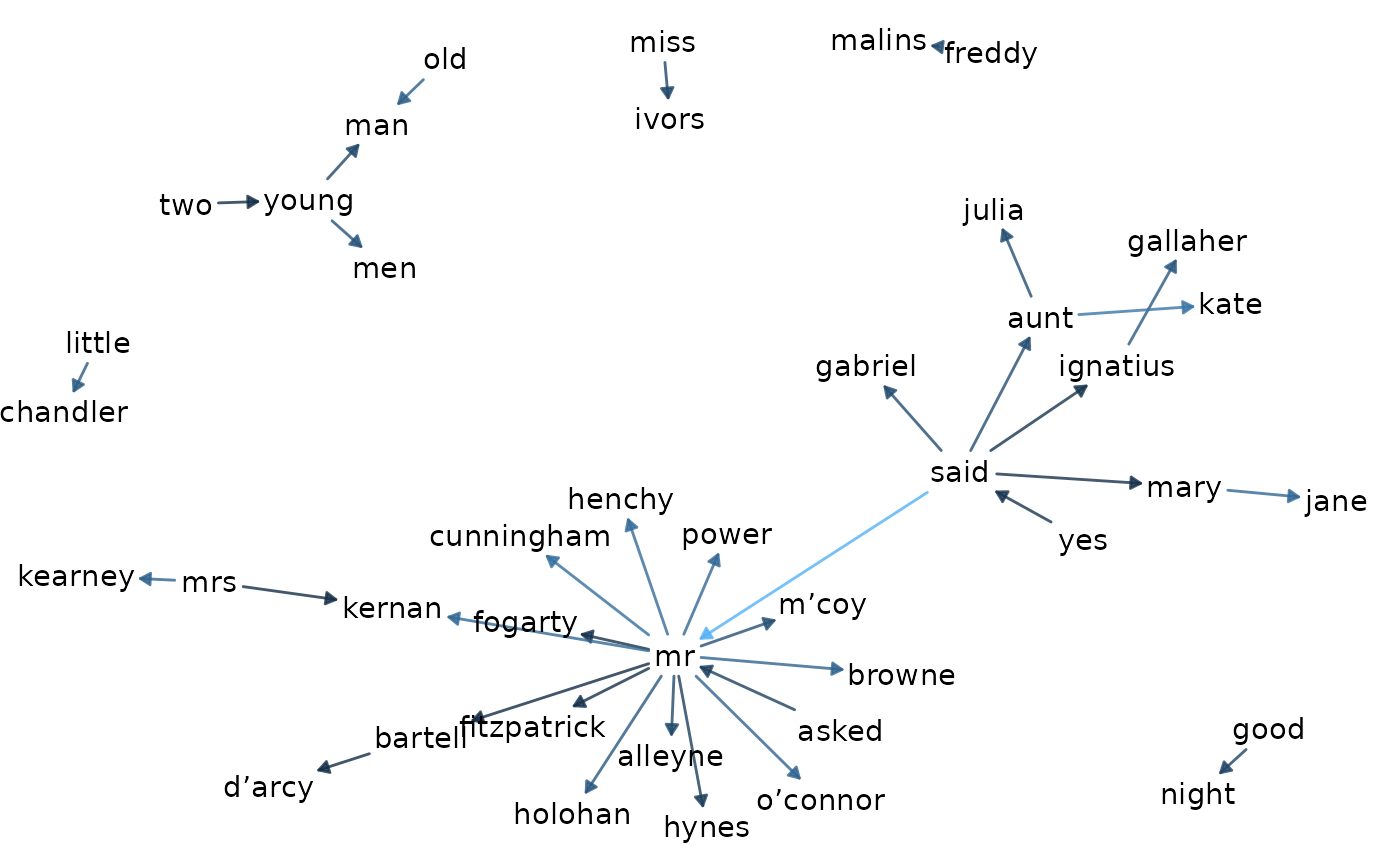 miss
malins
freddy
old
man
ivors
two
young
julia
gallaher
men
kate
aunt
little
gabriel
ignatius
chandler
said
mary
jane
henchy
cunningham
power
yes
kearney
mrs
kernan
fogarty
m’coy
mr
browne
bartell
fitzpatrick
asked
good
alleyne
d’arcy
night
holohan
o’connor
hynes